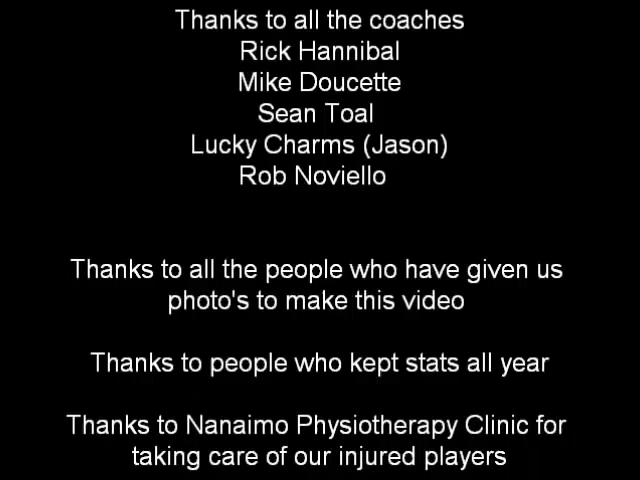 Thanks to all the coaches
Rick Hannibal
Mike Doucette
Sean Toal
Lucky Charms (Jason)
Rob Noviello
Thanks to all the people who have given us
photo's to make this video
Thanks to people who kept stats all year
Thanks to Nanaimo Physiotherapy Clinic for
taking care of our injured players